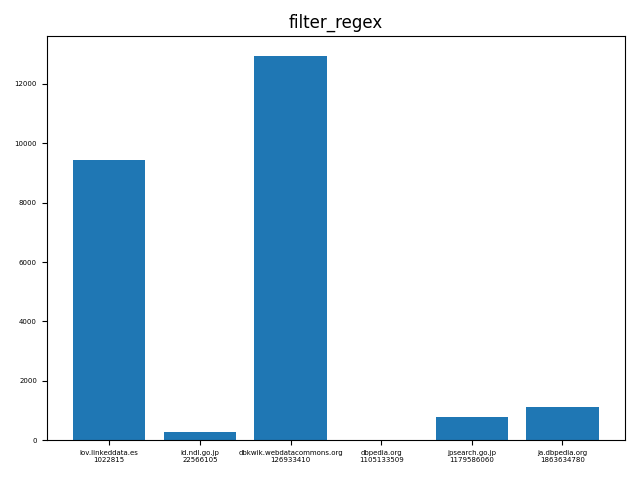 filter_regex
12000
10000
8000
6000
4000
2000
0
lov.linkeddata.es id.ndl.go.jp dbkwik.webdatacommons.org dbpedia.org jpsearch.go.jp ja.dbpedia.org
1022815 22566105 126933410 1105133509 1179586060 1863634780